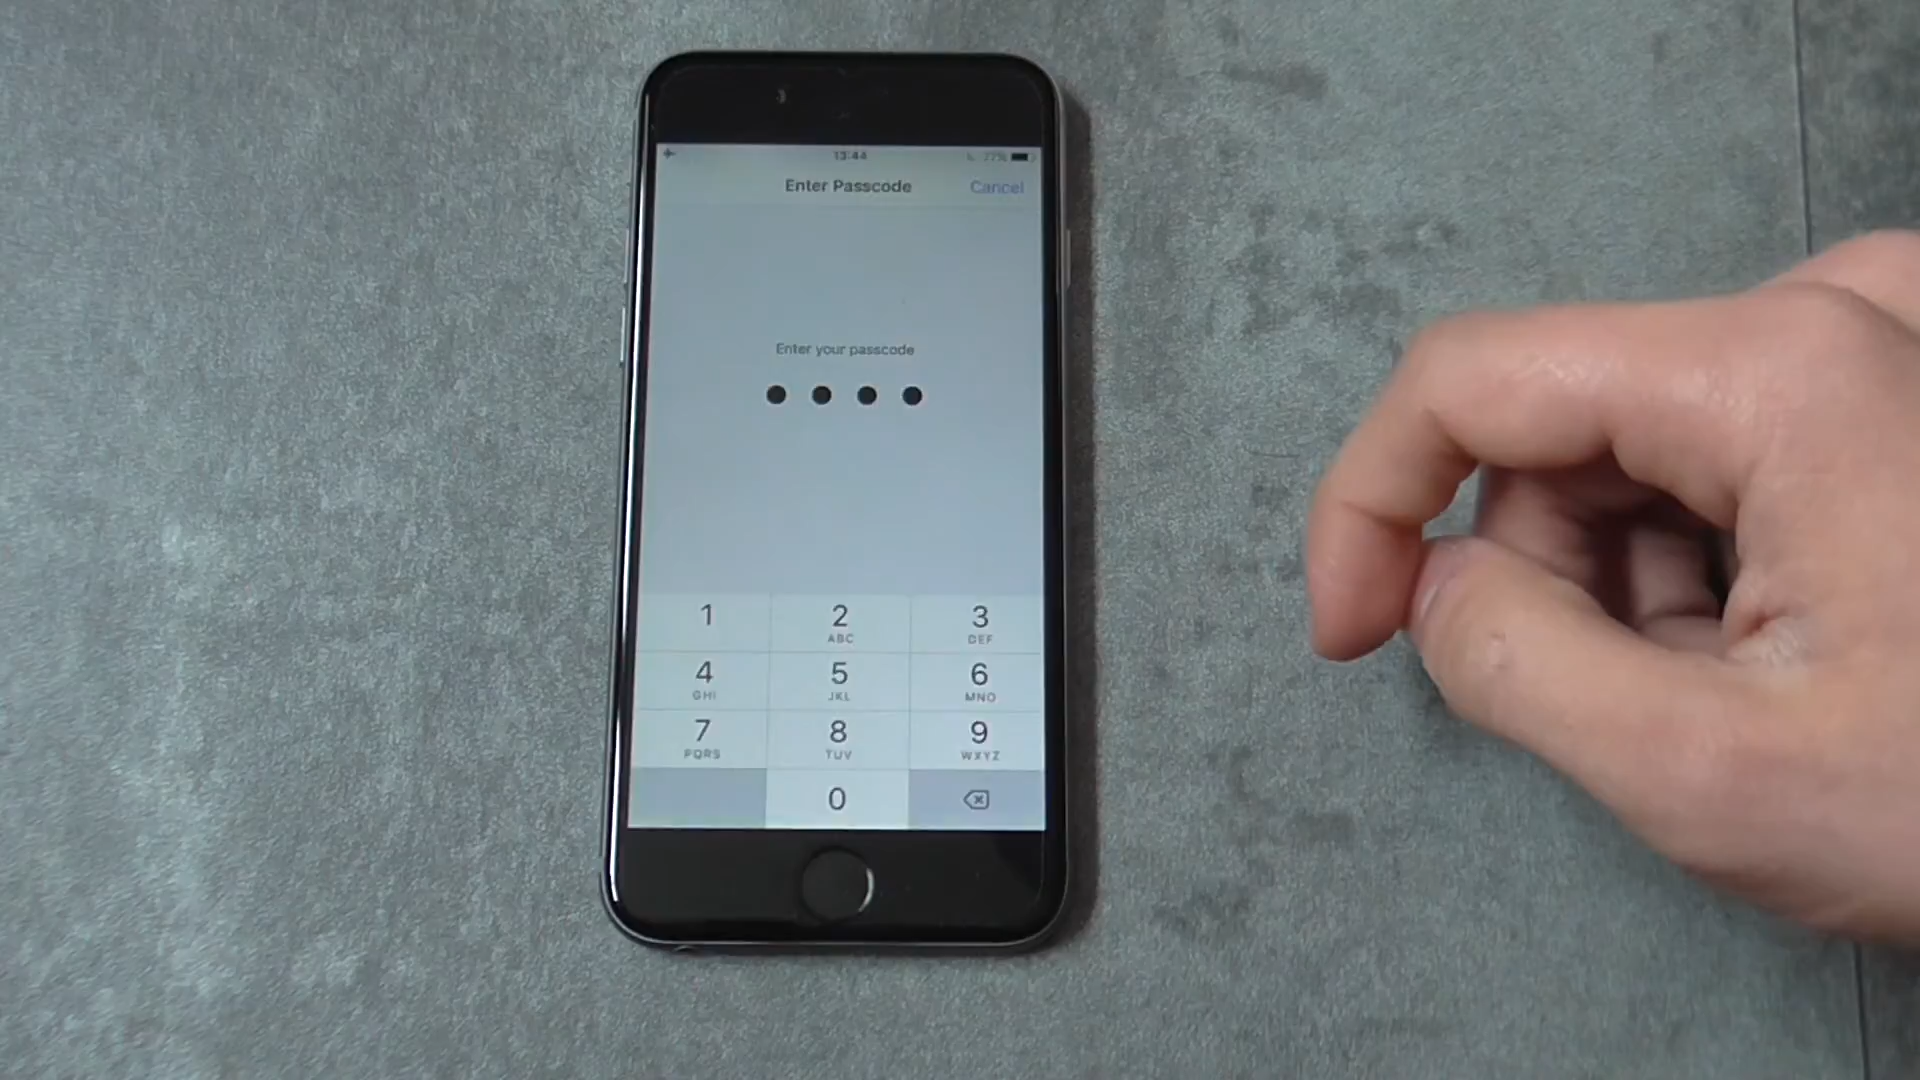 13:44 77%
Enter Passcode Cancel
Enter your passcode
1 2 3
ABC DEF
4 5 6
GHI JKL MNO
7 8 9
PQRS TUV WXYZ
0